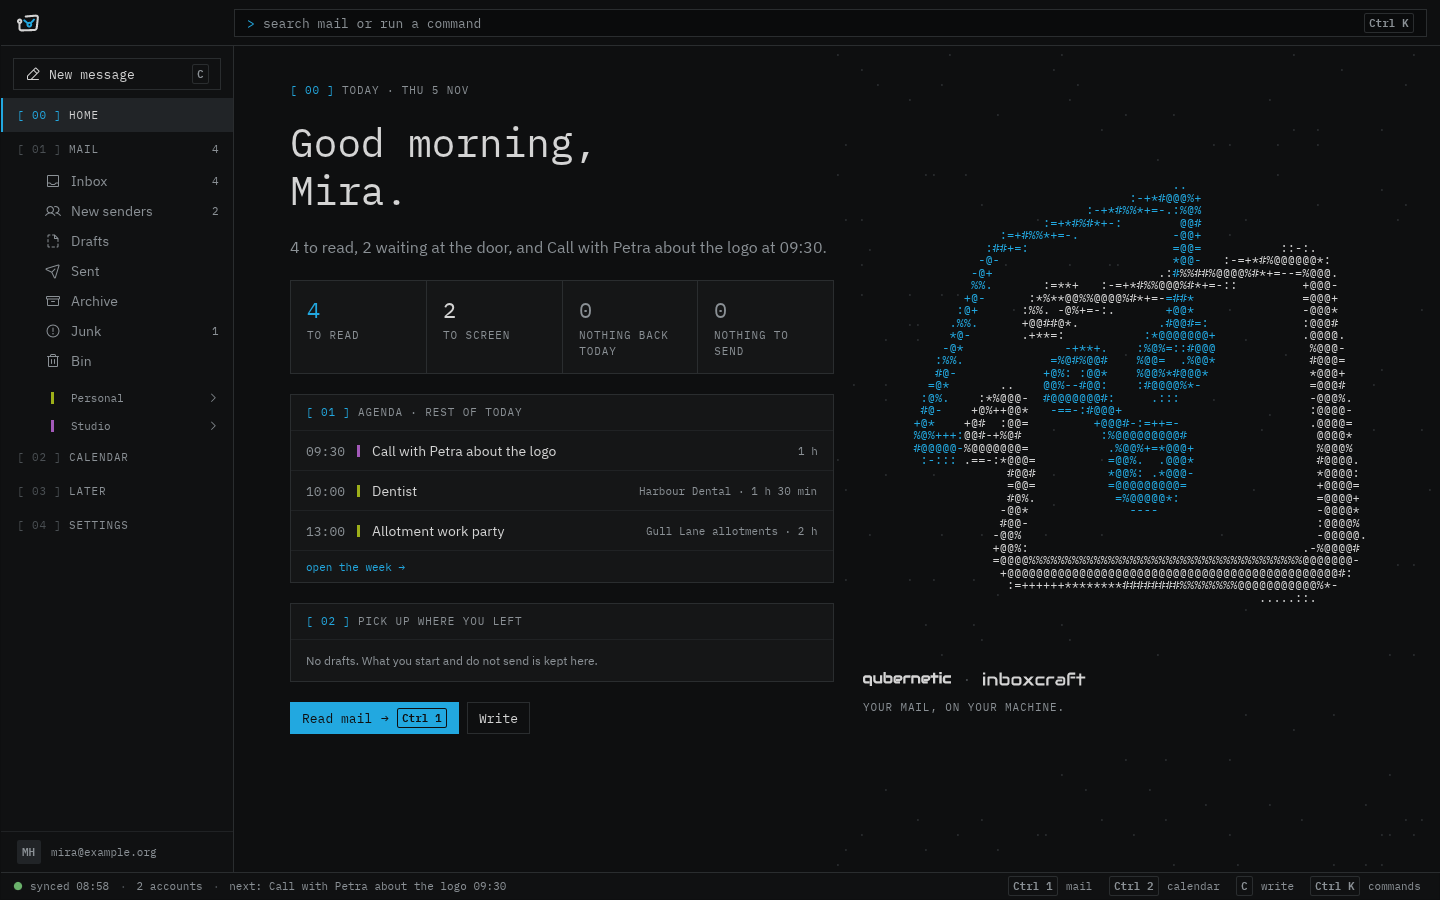 > search mail or run a command
Ctrl K
New message
C
[ 00 ] HOME
[ 01 ] MAIL
4
Inbox
4
New senders
2
Drafts
Sent
Archive
Junk
1
Bin
Personal
Studio
[ 02 ] CALENDAR
[ 03 ] LATER
[ 04 ] SETTINGS
MH
mira@example.org
[ 00 ] TODAY · THU 5 NOV
Good morning,
Mira.
4 to read, 2 waiting at the door, and Call with Petra about the logo at 09:30.
4
TO READ
2
TO SCREEN
0
NOTHING BACK
TODAY
0
NOTHING TO
SEND
[ 01 ] AGENDA · REST OF TODAY
09:30 Call with Petra about the logo 1 h
10:00 Dentist Harbour Dental · 1 h 30 min
13:00 Allotment work party Gull Lane allotments · 2 h
open the week →
[ 02 ] PICK UP WHERE YOU LEFT
No drafts. What you start and do not send is kept here.
Read mail → Ctrl 1
Write
qubernetic · inboxcraft
YOUR MAIL, ON YOUR MACHINE.
synced 08:58 · 2 accounts · next: Call with Petra about the logo 09:30
Ctrl 1 mail Ctrl 2 calendar C write Ctrl K commands